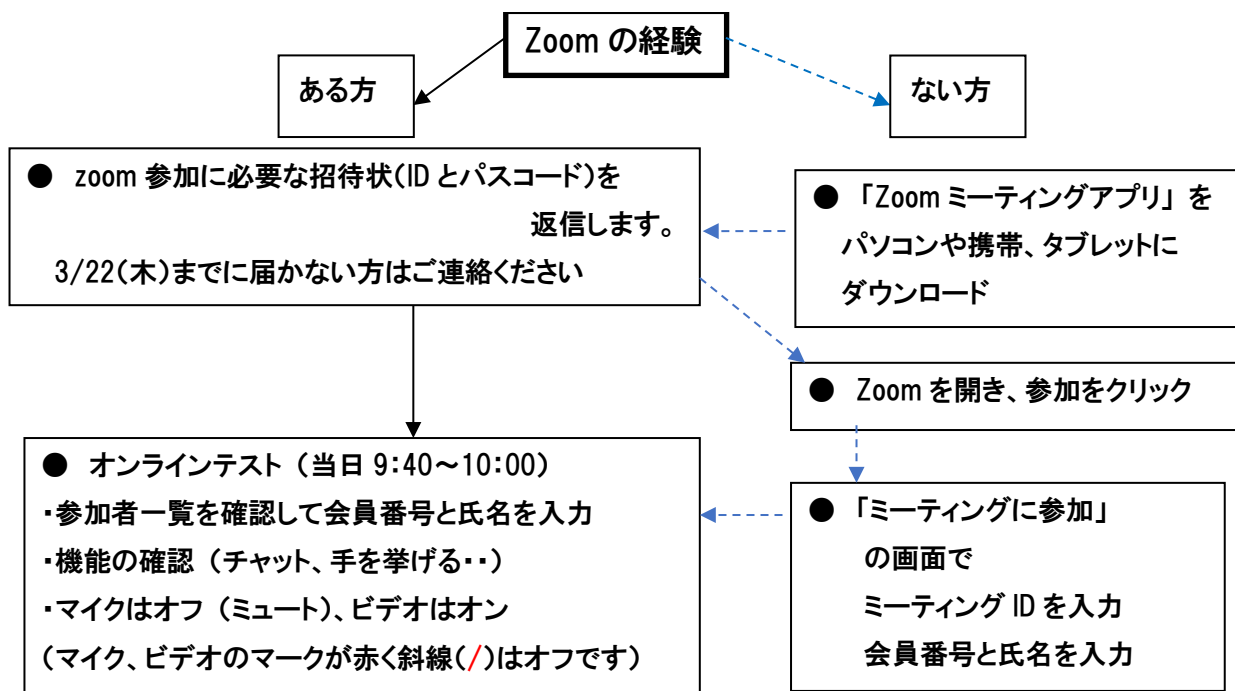 Zoom の経験
ある方
ない方
● zoom 参加に必要な招待状(ID とパスコード)を
返信します。
3/22(木)までに届かない方はご連絡ください
● 「Zoom ミーティングアプリ」 を
パソコンや携帯、タブレットに
ダウンロード
● Zoom を開き、参加をクリック
● オンラインテスト (当日 9:40～10:00)
・参加者一覧を確認して会員番号と氏名を入力
・機能の確認 (チャット、手を挙げる・・)
・マイクはオフ (ミュート)、ビデオはオン
(マイク、ビデオのマークが赤く斜線(/)はオフです)
● 「ミーティングに参加」
の画面で
ミーティング ID を入力
会員番号と氏名を入力